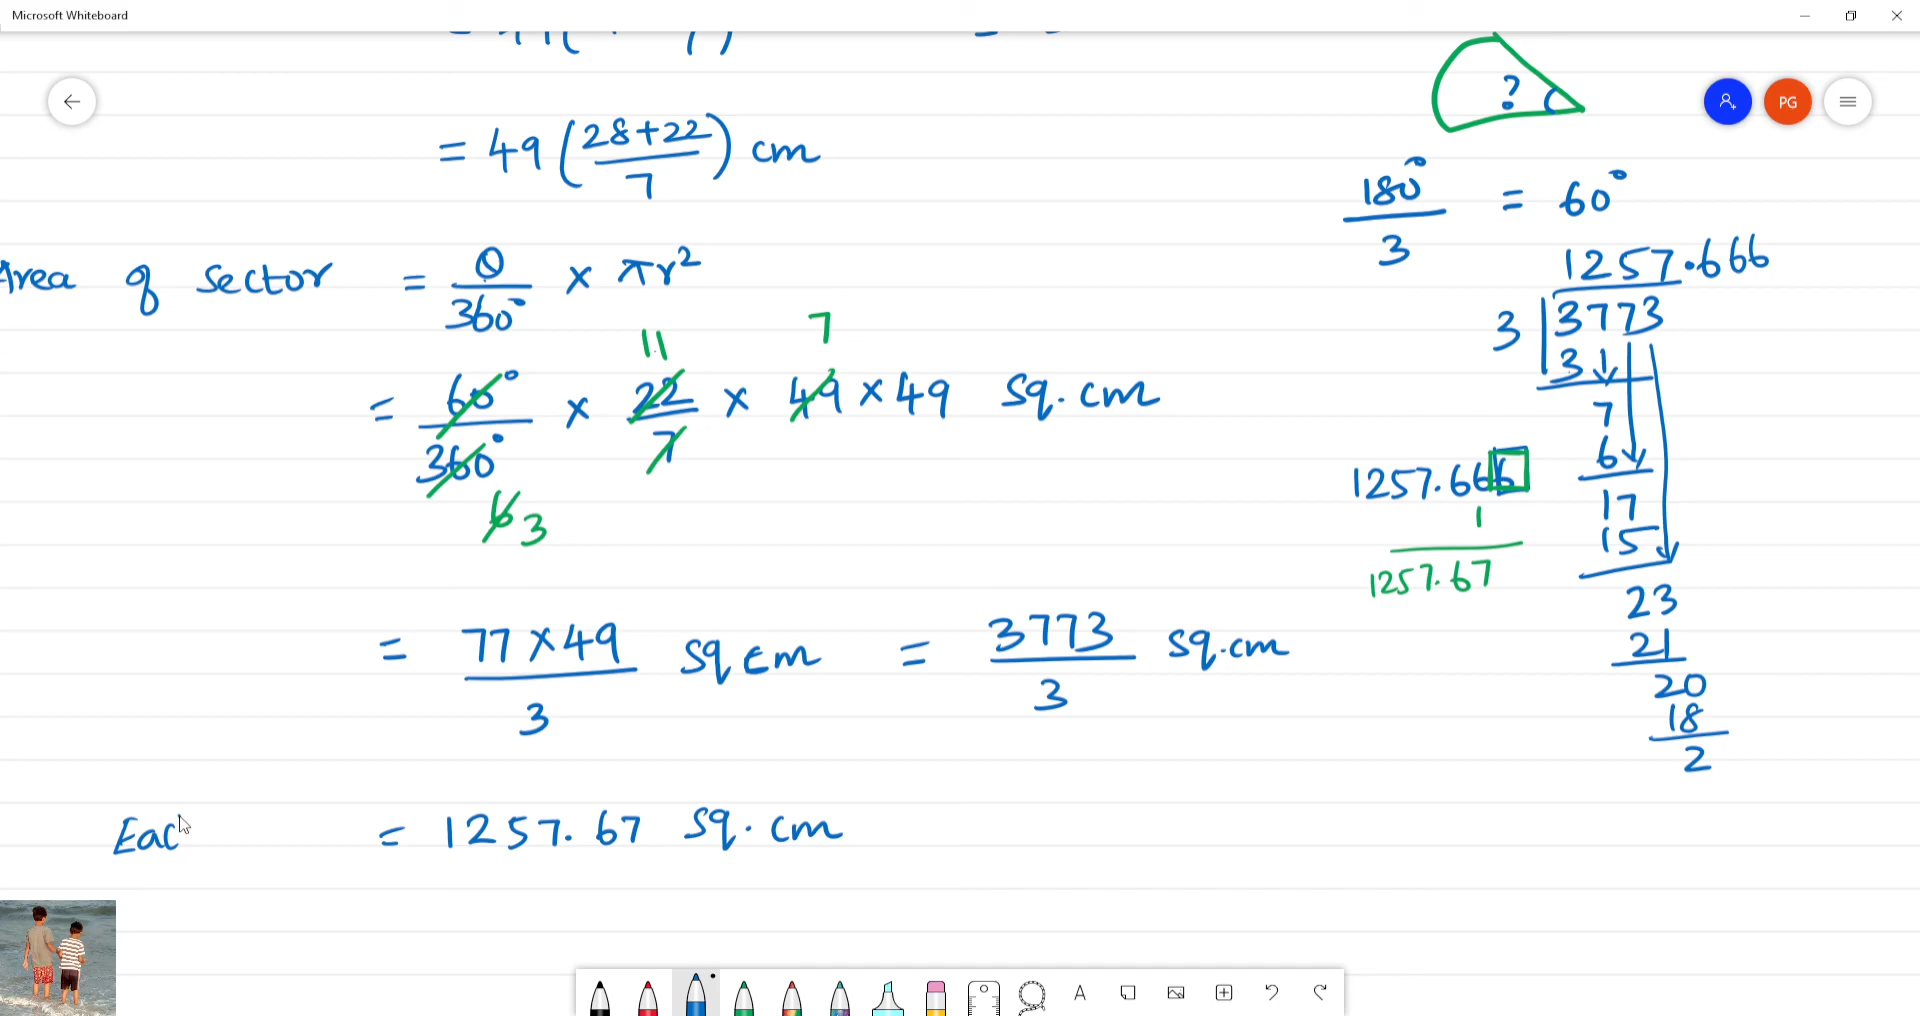 Microsoft Whiteboard
?
PG
= 49 (28+22/7) cm
180°/3 = 60°
Area of sector = θ/360° × πr²
1257.666
3 3773
3
7
6
17
15
23
21
20
18
2
11
7
= 60°/360° × 22/7 × 49 × 49 sq. cm
6 3
1257.666
1
1257.67
= 77 × 49/3 sq cm = 3773/3 sq.cm
Eac = 1257.67 sq. cm
A